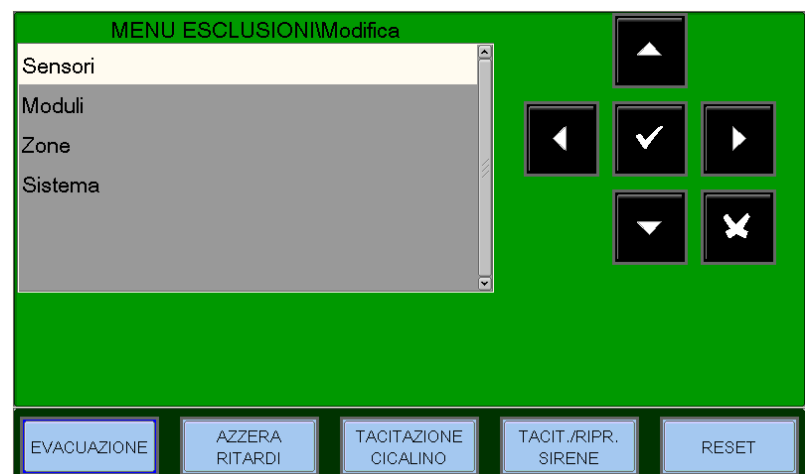 MENU ESCLUSIONI\Modifica
Sensori
Moduli
Zone
Sistema
EVACUAZIONE
AZZERA
RITARDI
TACITAZIONE
CICALINO
TACIT./RIPR.
SIRENE
RESET